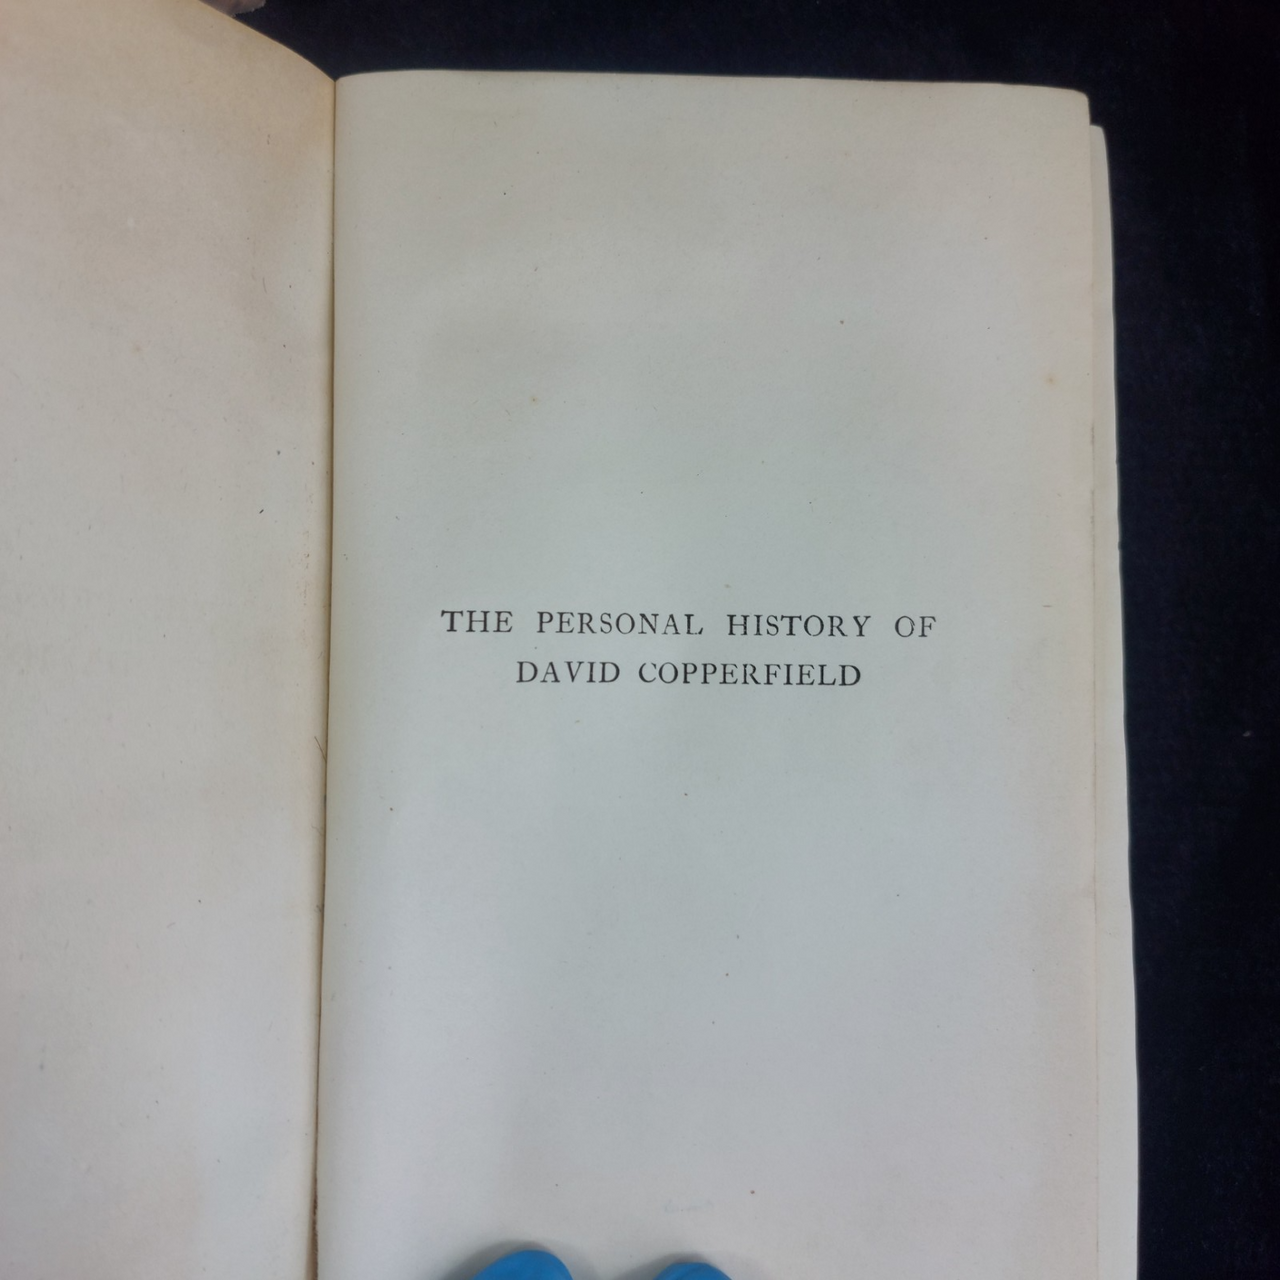 THE PERSONAL HISTORY OF
DAVID COPPERFIELD